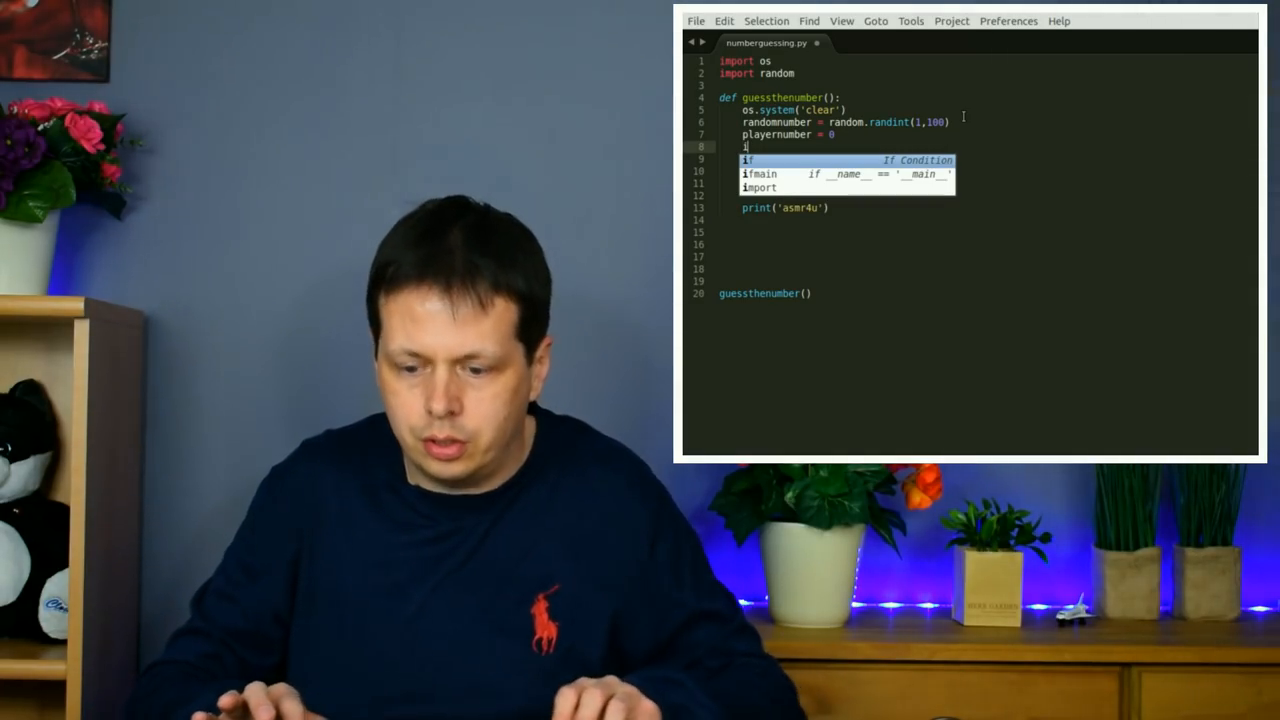 File Edit Selection Find View Goto Tools Project Preferences Help
numberguessing.py
1 import os
2 import random
3
4 def guessthenumber():
5 os.system('clear')
6 randomnumber = random.randint(1,100)
7 playernumber = 0
8 i
9 if If Condition
10 ifmain if __name__ == '__main__'
11 import
12
13 print('asmr4u')
14
15
16
17
18
19
20 guessthenumber()
HERB GARDEN